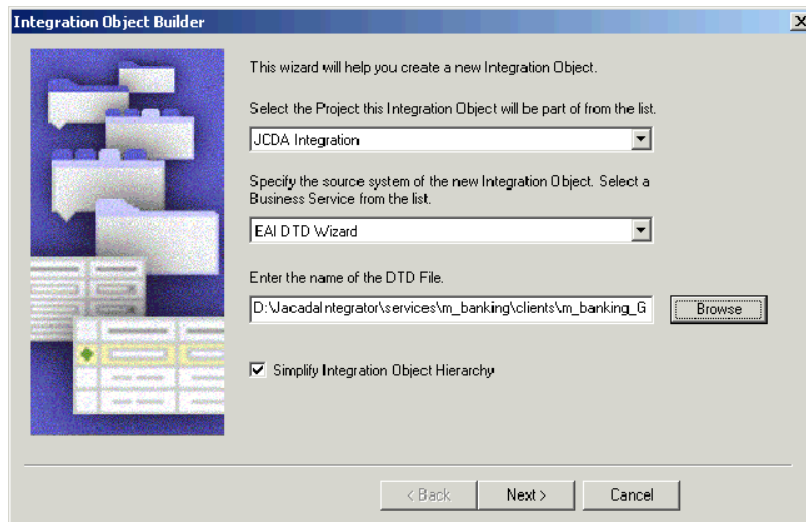 Integration Object Builder
This wizard will help you create a new Integration Object.
Select the Project this Integration Object will be part of from the list.
JCDA Integration
Specify the source system of the new Integration Object. Select a
Business Service from the list.
EAI DTD Wizard
Enter the name of the DTD File.
D:\JacadaIntegrator\services\m_banking\clients\m_banking_G
Browse
Simplify Integration Object Hierarchy
< Back
Next >
Cancel